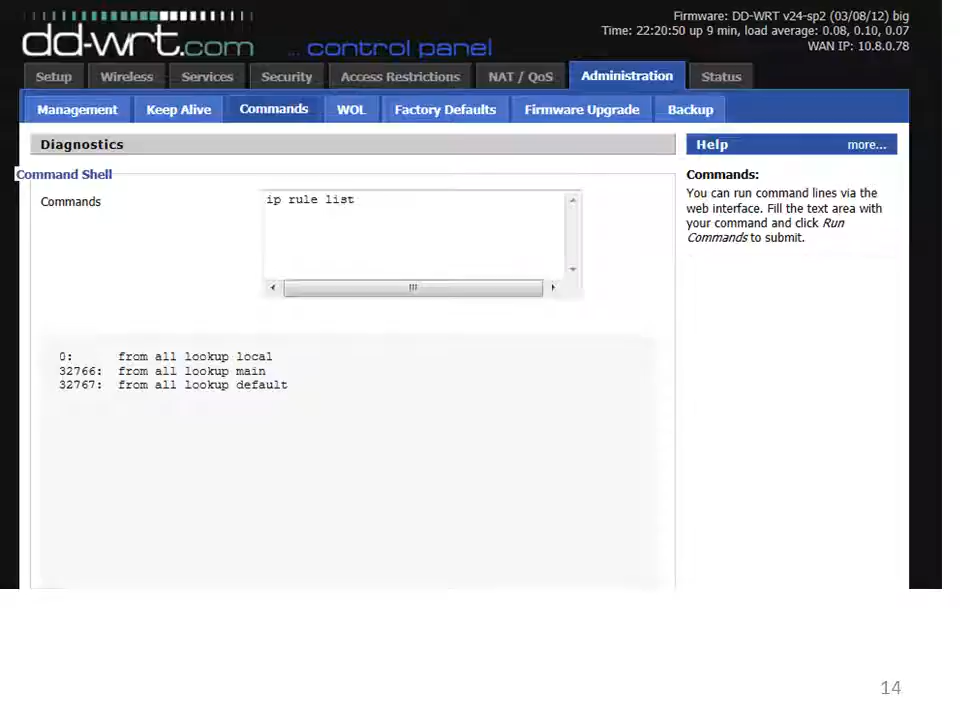 dd-wrt.com
... control panel
Firmware: DD-WRT v24-sp2 (03/08/12) big
Time: 22:20:50 up 9 min, load average: 0.08, 0.10, 0.07
WAN IP: 10.8.0.78
Setup Wireless Services Security Access Restrictions NAT / QoS Administration Status
Management Keep Alive Commands WOL Factory Defaults Firmware Upgrade Backup
Diagnostics
Command Shell
Commands
ip rule list
0: from all lookup local
32766: from all lookup main
32767: from all lookup default
Help more...
Commands:
You can run command lines via the
web interface. Fill the text area with
your command and click Run
Commands to submit.
14